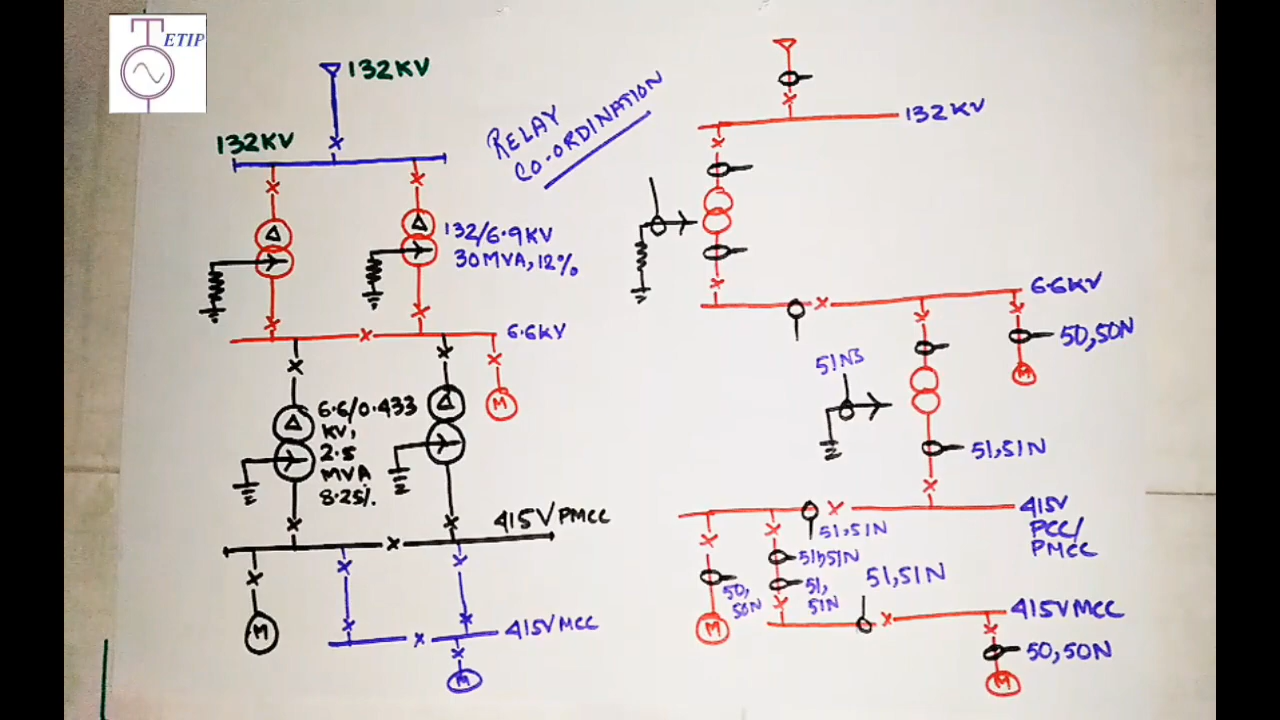 ETIP
132KV
132KV
RELAY
CO-ORDINATION
132/6.9KV
30MVA, 12%
6.6KV
M
6.6/0.433
KV,
2.5
MVA
8.25%.
415V PMCC
M
415V MCC
M
132KV
6.6KV
50,50N
M
51N3
51,51N
415V
PCC/
PMCC
51,51N
51,51N
51,
51N
50,
50N
M
51,51N
415V MCC
50,50N
M